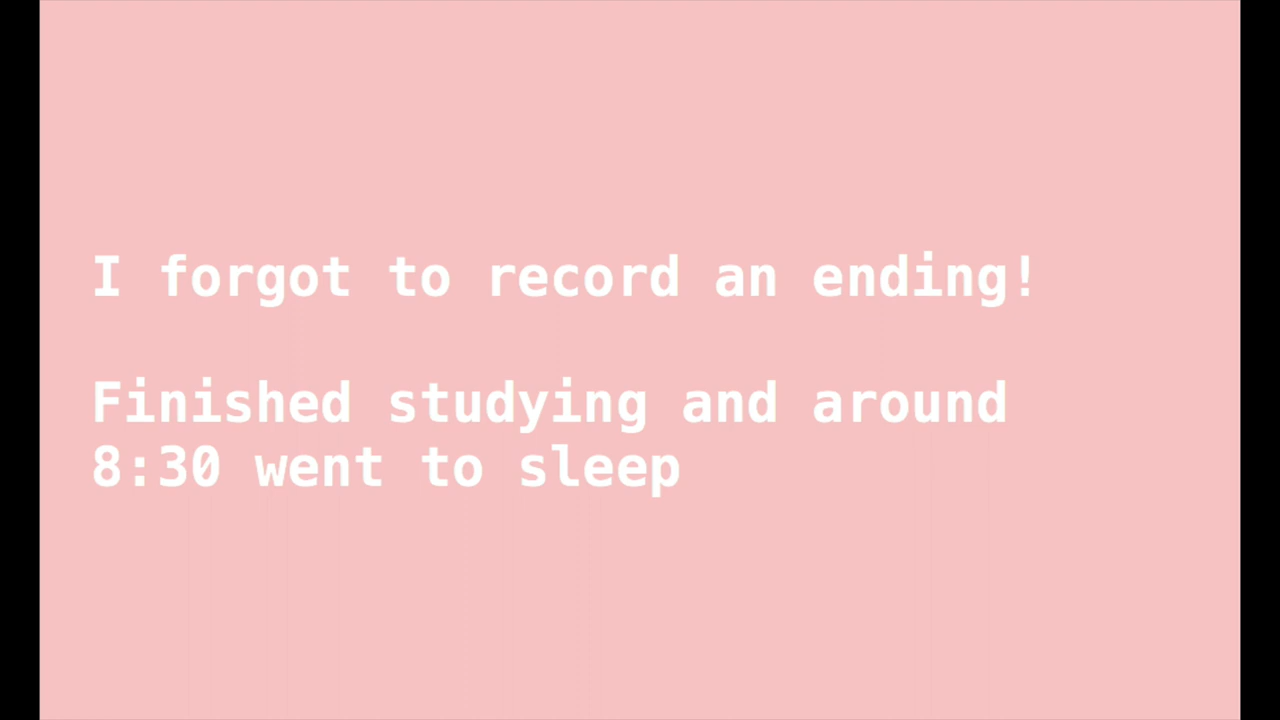 I forgot to record an ending!
Finished studying and around
8:30 went to sleep